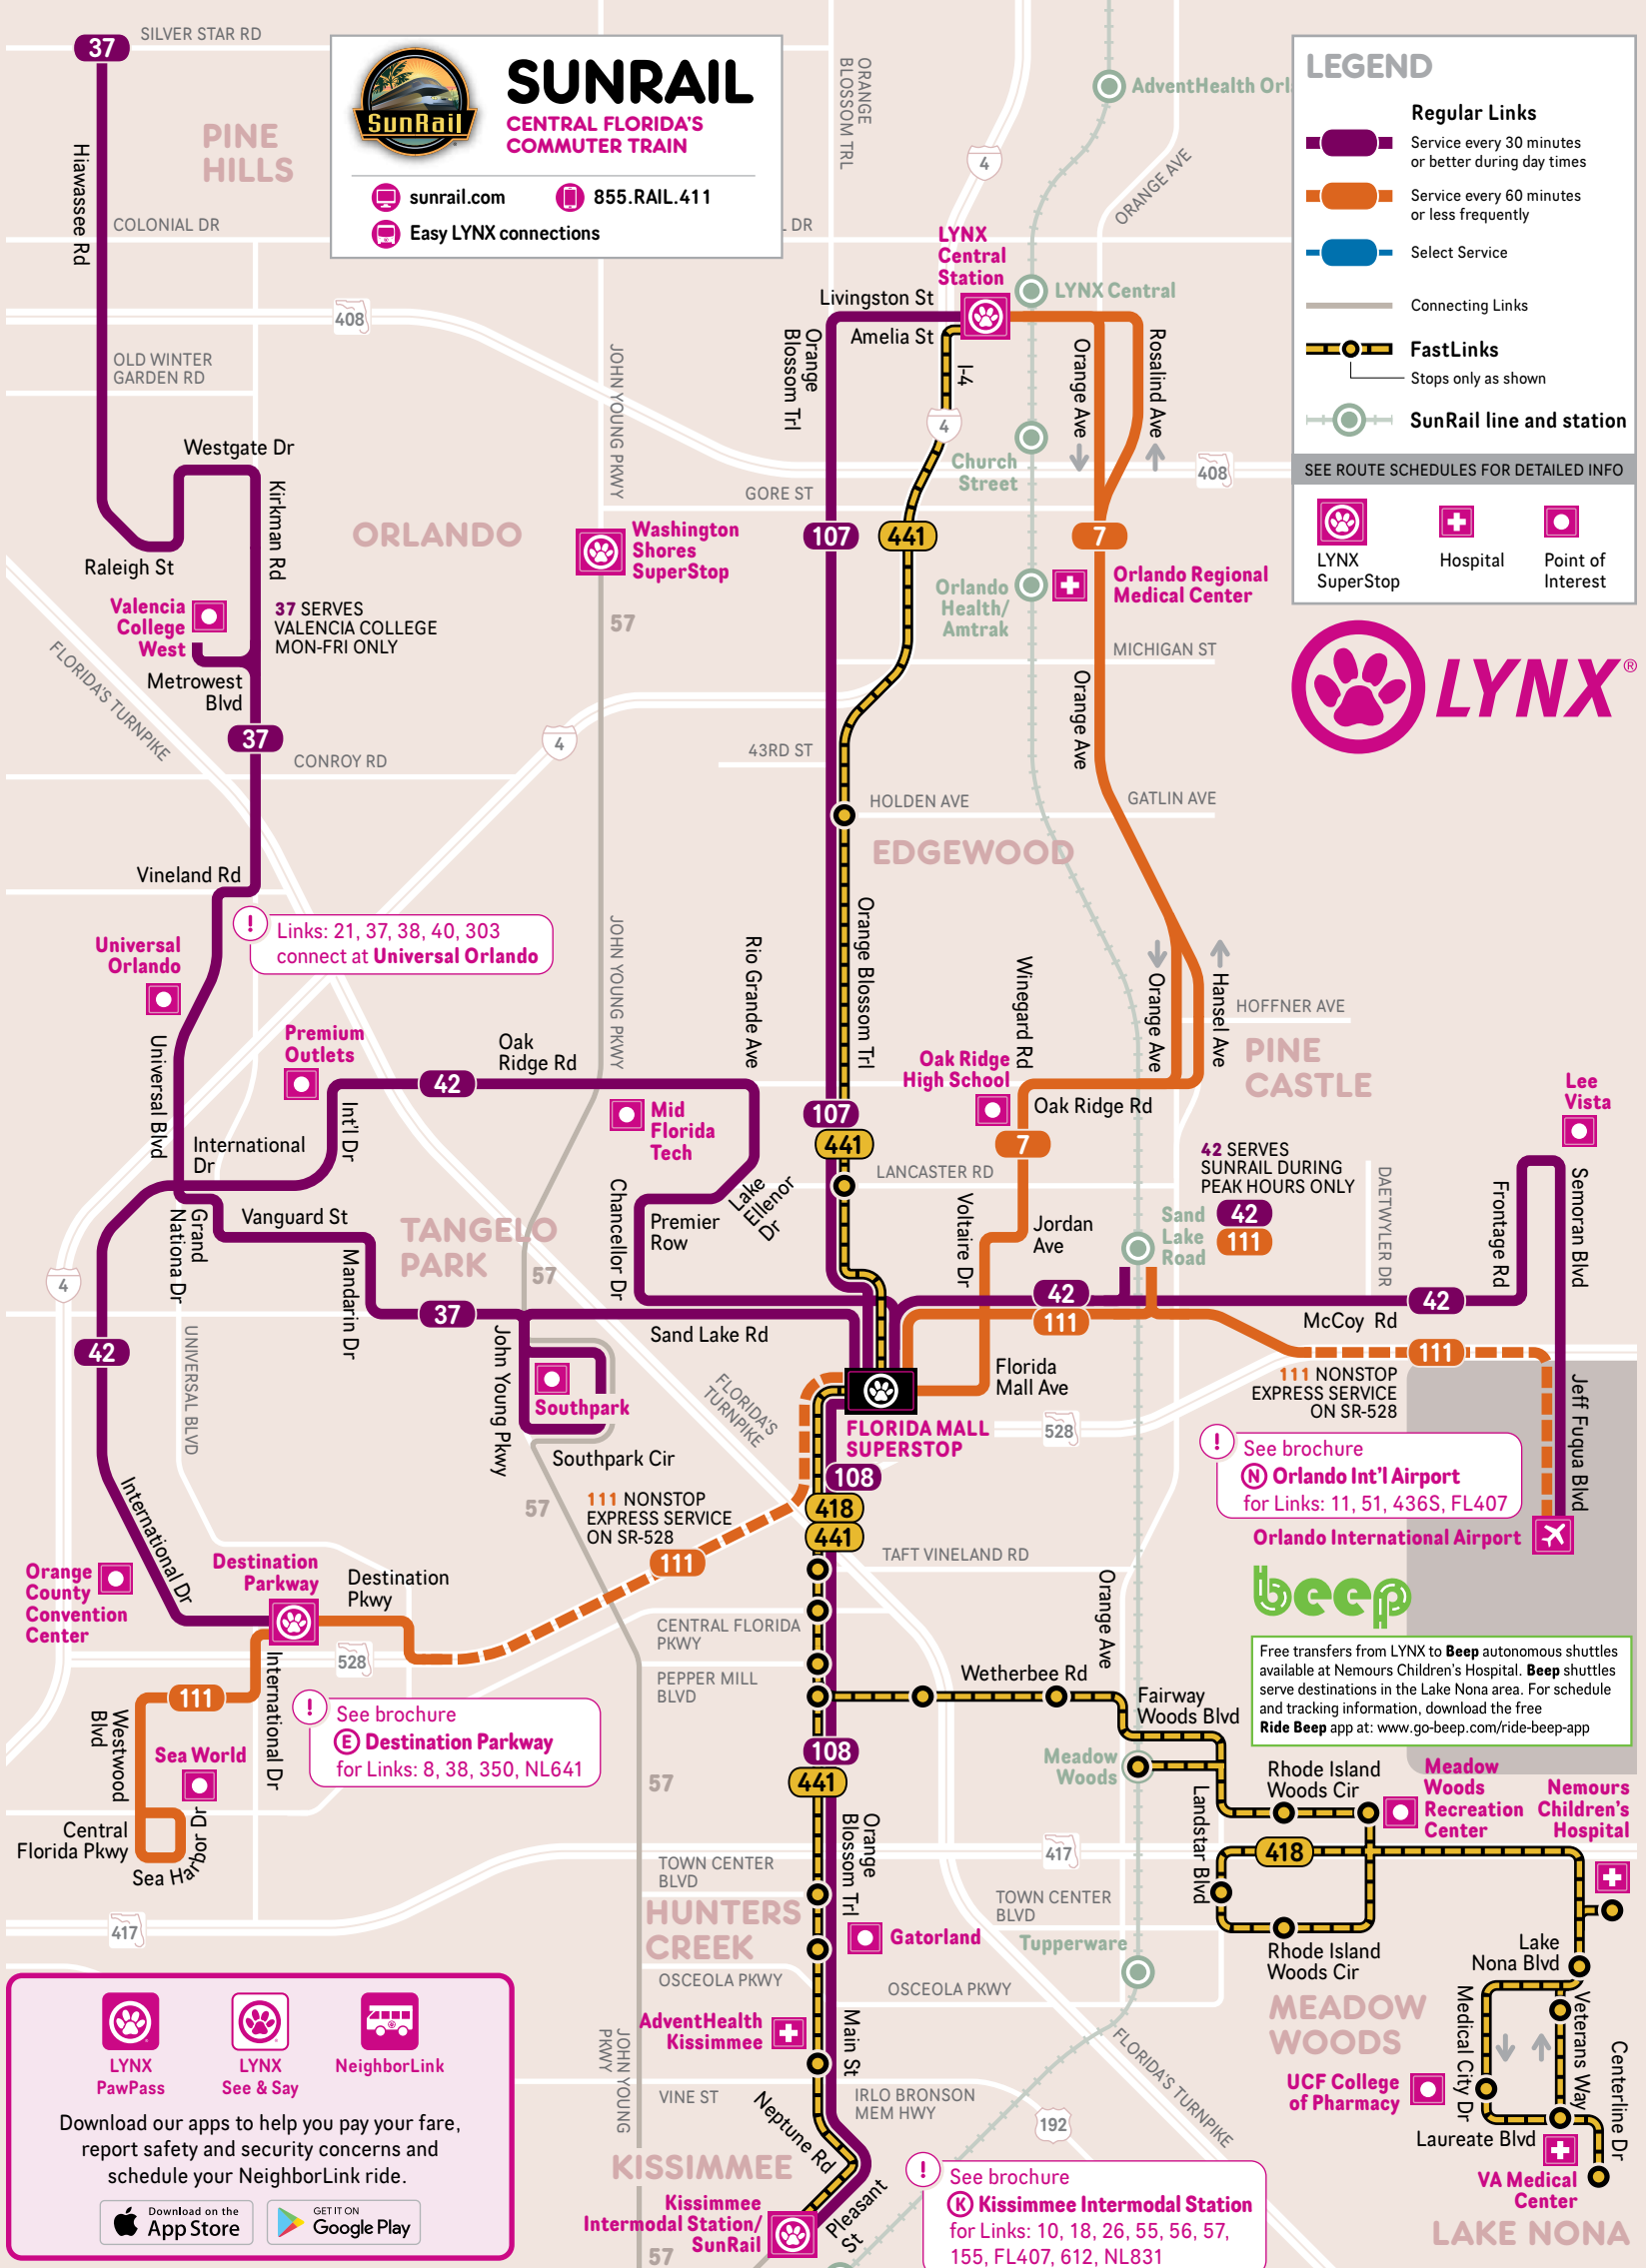 37
SILVER STAR RD
Hiawassee Rd
PINE
HILLS
COLONIAL DR
SunRail
SUNRAIL
CENTRAL FLORIDA'S
COMMUTER TRAIN
sunrail.com
855.RAIL.411
Easy LYNX connections
DR
ORANGE
BLOSSOM TRL
4
ORANGE AVE
AdventHealth Orl
LEGEND
Regular Links
Service every 30 minutes
or better during day times
Service every 60 minutes
or less frequently
Select Service
Connecting Links
FastLinks
Stops only as shown
SunRail line and station
SEE ROUTE SCHEDULES FOR DETAILED INFO
LYNX
SuperStop
Hospital
Point of
Interest
LYNX®
408
OLD WINTER
GARDEN RD
JOHN YOUNG PKWY
LYNX
Central
Station
LYNX Central
Livingston St
Amelia St
Orange
Blossom Trl
I-4
4
Orange Ave
Rosalind Ave
Church
Street
408
GORE ST
Westgate Dr
Kirkman Rd
Raleigh St
ORLANDO
Washington
Shores
SuperStop
107
441
7
Orlando
Health/
Amtrak
Orlando Regional
Medical Center
Valencia
College
West
37 SERVES
VALENCIA COLLEGE
MON-FRI ONLY
57
MICHIGAN ST
FLORIDA'S TURNPIKE
Metrowest
Blvd
37
4
CONROY RD
43RD ST
Orange Ave
HOLDEN AVE
GATLIN AVE
EDGEWOOD
Vineland Rd
Links: 21, 37, 38, 40, 303
connect at Universal Orlando
!
Universal
Orlando
JOHN YOUNG PKWY
Rio Grande Ave
Orange Blossom Trl
Winegard Rd
Orange Ave
Hansel Ave
HOFFNER AVE
PINE
CASTLE
Premium
Outlets
Oak
Ridge Rd
42
Universal Blvd
Int'l Dr
International
Dr
Mid
Florida
Tech
107
441
Oak Ridge
High School
Oak Ridge Rd
7
Lee
Vista
LANCASTER RD
42 SERVES
SUNRAIL DURING
PEAK HOURS ONLY
42
111
Sand
Lake
Road
DAETWYLER DR
Frontage Rd
Semoran Blvd
Grand
Nationa Dr
Vanguard St
Mandarin Dr
TANGELO
PARK
57
Chancellor Dr
Premier
Row
Lake
Ellenor
Dr
Voltaire Dr
Jordan
Ave
4
42
UNIVERSAL BLVD
37
John Young Pkwy
Sand Lake Rd
42
111
42
McCoy Rd
111
111 NONSTOP
EXPRESS SERVICE
ON SR-528
Jeff Fuqua Blvd
Southpark
Southpark Cir
FLORIDA'S
TURNPIKE
Florida
Mall Ave
FLORIDA MALL
SUPERSTOP
528
!
See brochure
N Orlando Int'l Airport
for Links: 11, 51, 436S, FL407
Orlando International Airport
International Dr
57
111 NONSTOP
EXPRESS SERVICE
ON SR-528
111
108
418
441
TAFT VINELAND RD
Orange Ave
beep
Free transfers from LYNX to Beep autonomous shuttles
available at Nemours Children's Hospital. Beep shuttles
serve destinations in the Lake Nona area. For schedule
and tracking information, download the free
Ride Beep app at: www.go-beep.com/ride-beep-app
Orange
County
Convention
Center
Destination
Parkway
Destination
Pkwy
528
CENTRAL FLORIDA
PKWY
PEPPER MILL
BLVD
Wetherbee Rd
Fairway
Woods Blvd
111
International Dr
!
See brochure
E Destination Parkway
for Links: 8, 38, 350, NL641
Westwood
Blvd
Sea World
Central
Florida Pkwy
Sea Harbor Dr
57
108
441
Meadow
Woods
Landstar Blvd
Rhode Island
Woods Cir
Meadow
Woods
Recreation
Center
Nemours
Children's
Hospital
Orange
Blossom Trl
417
418
417
TOWN CENTER
BLVD
TOWN CENTER
BLVD
HUNTERS
CREEK
Gatorland
Tupperware
Rhode Island
Woods Cir
Lake
Nona Blvd
OSCEOLA PKWY
OSCEOLA PKWY
MEADOW
WOODS
Medical City Dr
Veterans Way
Centerline Dr
LYNX
PawPass
LYNX
See & Say
NeighborLink
Download our apps to help you pay your fare,
report safety and security concerns and
schedule your NeighborLink ride.
Download on the
App Store
GET IT ON
Google Play
JOHN YOUNG
PKWY
AdventHealth
Kissimmee
Main St
VINE ST
IRLO BRONSON
MEM HWY
192
FLORIDA'S TURNPIKE
UCF College
of Pharmacy
Laureate Blvd
VA Medical
Center
LAKE NONA
Neptune Rd
KISSIMMEE
Kissimmee
Intermodal Station/
SunRail
Pleasant
St
57
!
See brochure
K Kissimmee Intermodal Station
for Links: 10, 18, 26, 55, 56, 57,
155, FL407, 612, NL831